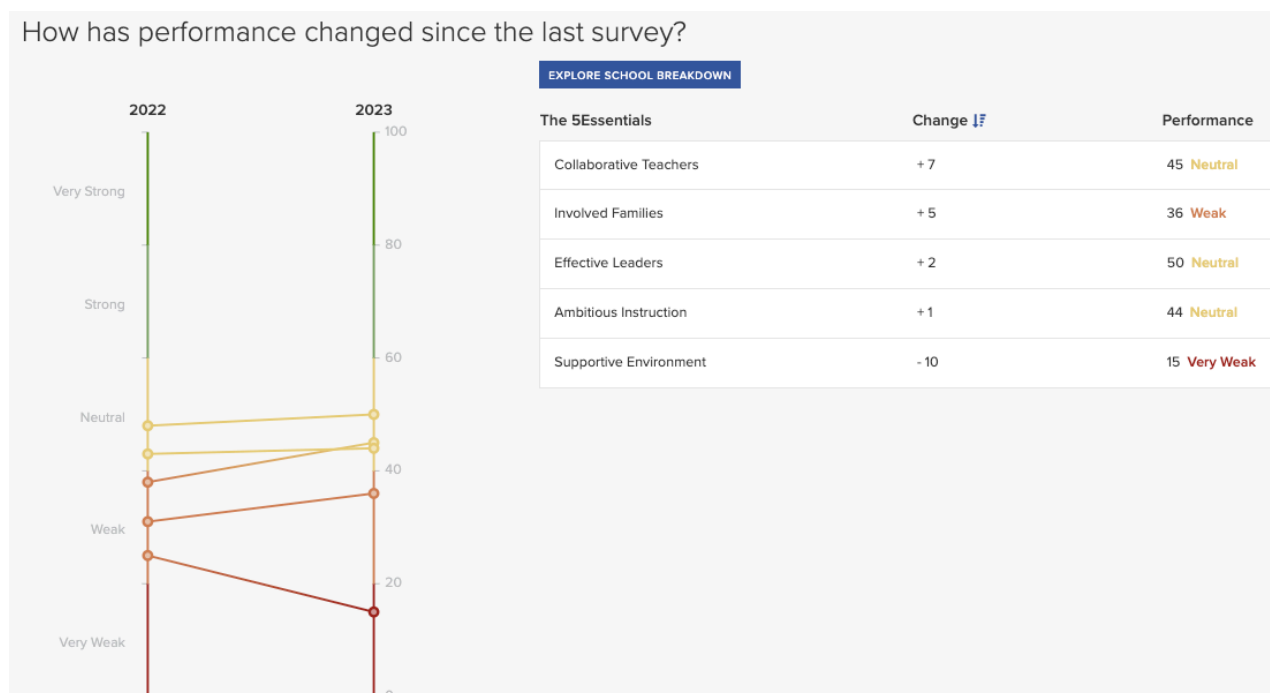 How has performance changed since the last survey?
EXPLORE SCHOOL BREAKDOWN
2022 2023
100
Very Strong
80
Strong
60
Neutral
40
Weak
20
Very Weak
The 5Essentials Change Performance
Collaborative Teachers + 7 45 Neutral
Involved Families + 5 36 Weak
Effective Leaders + 2 50 Neutral
Ambitious Instruction + 1 44 Neutral
Supportive Environment - 10 15 Very Weak